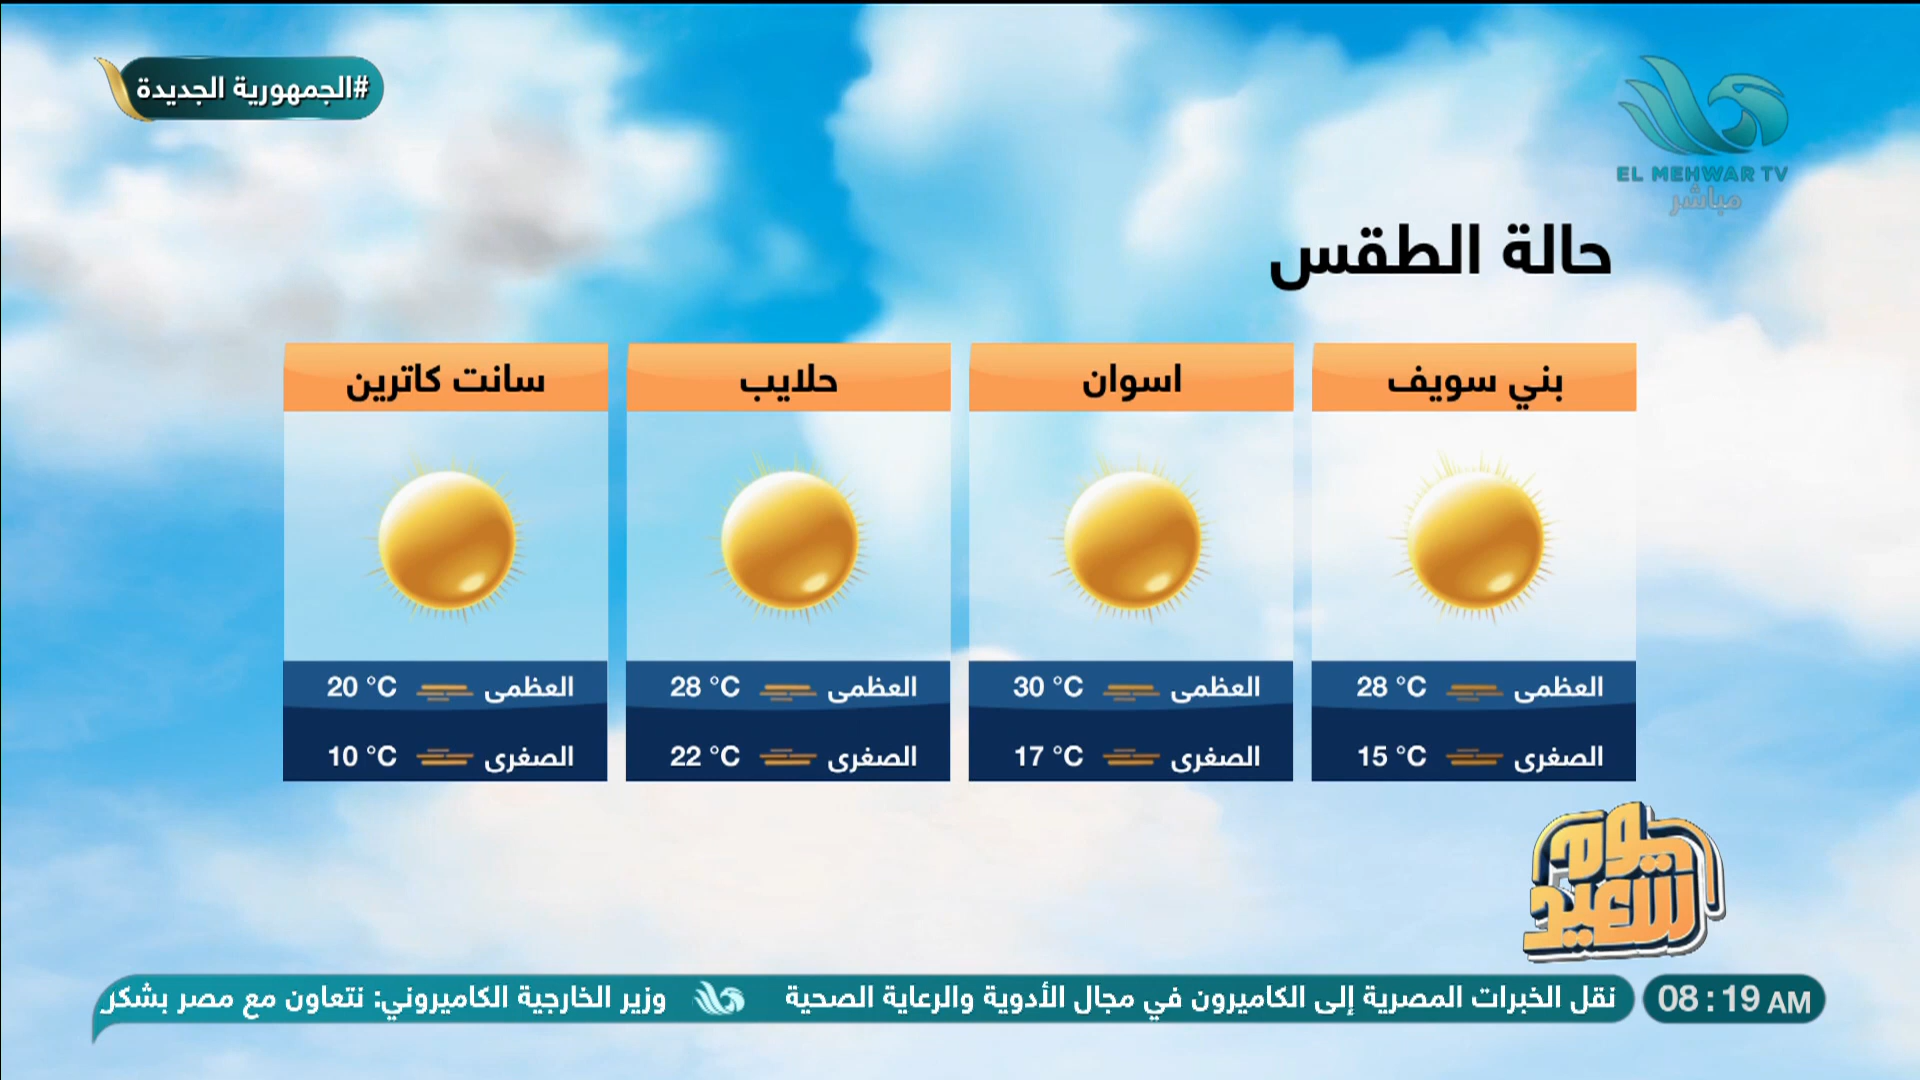 #الجمهورية الجديدة
EL MEHWAR TV
مباشر
حالة الطقس
بني سويف
العظمى 28 °C
الصغرى 15 °C
اسوان
العظمى 30 °C
الصغرى 17 °C
حلايب
العظمى 28 °C
الصغرى 22 °C
سانت كاترين
العظمى 20 °C
الصغرى 10 °C
يوم
سعيد
08:19 AM
نقل الخبرات المصرية إلى الكاميرون في مجال الأدوية والرعاية الصحية وزير الخارجية الكاميروني: نتعاون مع مصر